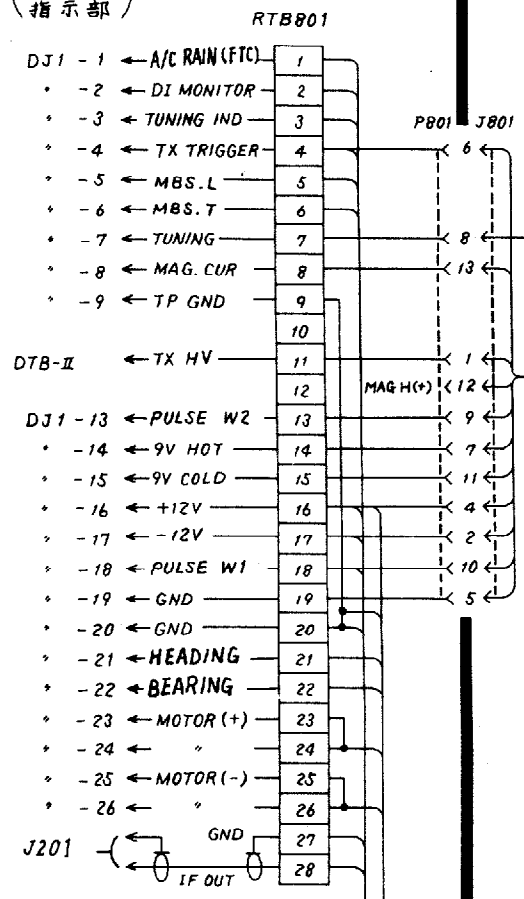 (指示部)
RTB801
DJ1 - 1 ← A/C RAIN(FTC) 1
" - 2 ← DI MONITOR 2
" - 3 ← TUNING IND 3
P801 J801
" - 4 ← TX TRIGGER 4 6
" - 5 ← MBS. L 5
" - 6 ← MBS. T 6
" - 7 ← TUNING 7 8
" - 8 ← MAG. CUR 8 13
" - 9 ← TP GND 9
10
DTB-II ← TX HV 11 1
12 MAG H(+) 12
DJ1 - 13 ← PULSE W2 13 9
" - 14 ← 9V HOT 14 7
" - 15 ← 9V COLD 15 11
" - 16 ← +12V 16 4
" - 17 ← -12V 17 2
" - 18 ← PULSE W1 18 10
" - 19 ← GND 19 5
" - 20 ← GND 20
" - 21 ← HEADING 21
" - 22 ← BEARING 22
" - 23 ← MOTOR (+) 23
" - 24 ← " 24
" - 25 ← MOTOR (-) 25
" - 26 ← " 26
GND 27
J201
28
IF OUT